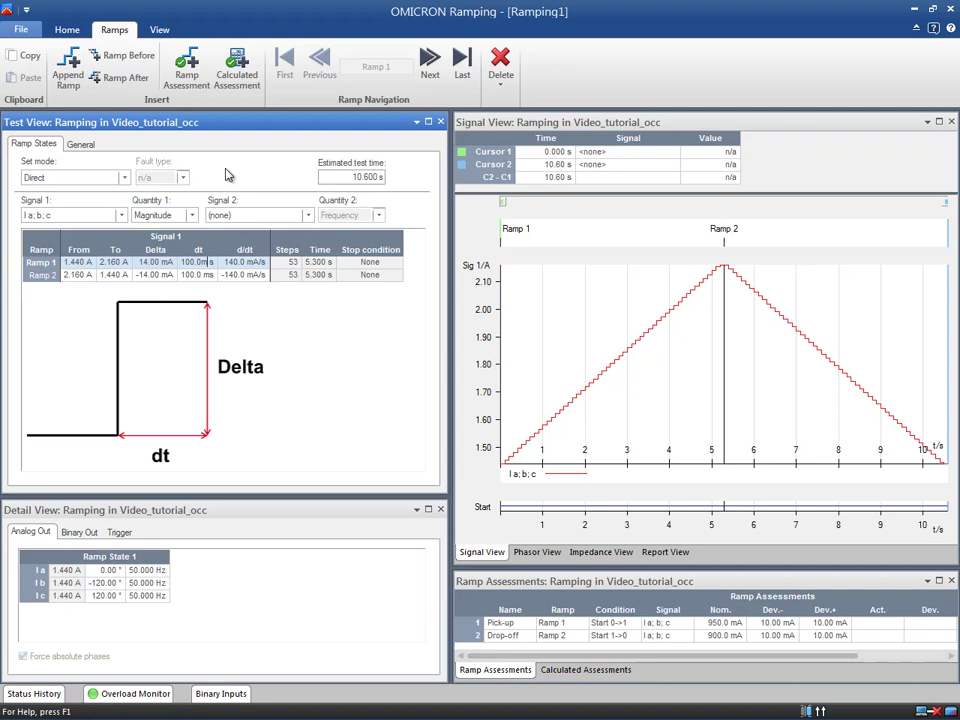 OMICRON Ramping - [Ramping1]
File Home Ramps View
Copy
Paste
Clipboard
Append Ramp
Ramp Before
Ramp After
Ramp Assessment
Calculated Assessment
Insert
First
Previous
Ramp 1
Next
Last
Ramp Navigation
Delete
Test View: Ramping in Video_tutorial_occ
Ramp States General
Set mode: Fault type: Estimated test time:
Direct n/a 10.600 s
Signal 1: Quantity 1: Signal 2: Quantity 2:
I a; b; c Magnitude (none) Frequency
Signal 1
Ramp From To Delta dt d/dt Steps Time Stop condition
Ramp 1 1.440 A 2.160 A 14.00 mA 100.0m s 140.0 mA/s 53 5.300 s None
Ramp 2 2.160 A 1.440 A -14.00 mA 100.0 ms -140.0 mA/s 53 5.300 s None
Delta
dt
Detail View: Ramping in Video_tutorial_occ
Analog Out Binary Out Trigger
Ramp State 1
I a 1.440 A 0.00 ° 50.000 Hz
I b 1.440 A -120.00 ° 50.000 Hz
I c 1.440 A 120.00 ° 50.000 Hz
Force absolute phases
Signal View: Ramping in Video_tutorial_occ
Time Signal Value
Cursor 1 0.000 s <none> n/a
Cursor 2 10.60 s <none> n/a
C2 - C1 10.60 s n/a
Ramp 1 Ramp 2
Sig 1/A
2.10
2.00
1.90
1.80
1.70
1.60
1.50
1 2 3 4 5 6 7 8 9 10 t/s
I a; b; c
Start
1 2 3 4 5 6 7 8 9 10 t/s
Signal View Phasor View Impedance View Report View
Ramp Assessments: Ramping in Video_tutorial_occ
Ramp Assessments
Name Ramp Condition Signal Nom. Dev.- Dev.+ Act. Dev.
1 Pick-up Ramp 1 Start 0->1 I a; b; c 950.0 mA 10.00 mA 10.00 mA
2 Drop-off Ramp 2 Start 1->0 I a; b; c 900.0 mA 10.00 mA 10.00 mA
Ramp Assessments Calculated Assessments
Status History Overload Monitor Binary Inputs
For Help, press F1